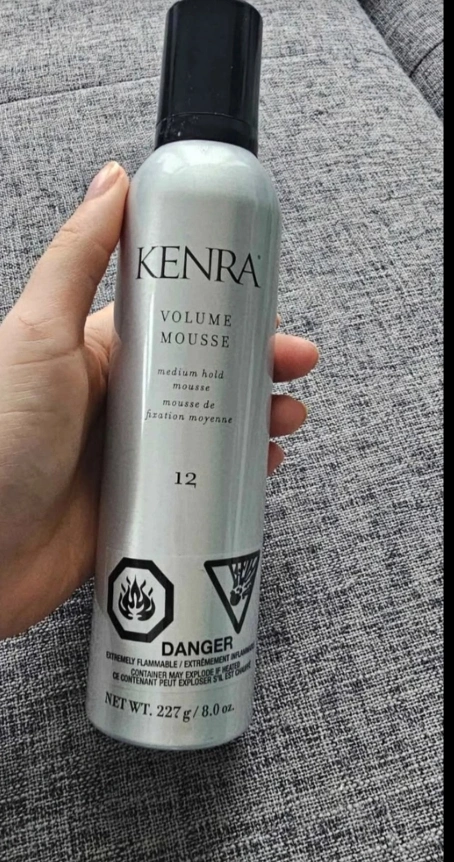 KENRA
VOLUME
MOUSSE
medium hold
mousse
mousse de
fixation moyenne
12
DANGER
EXTREMELY FLAMMABLE / EXTRÊMEMENT INFLAMMABLE
CONTAINER MAY EXPLODE IF HEATED
CE CONTENANT PEUT EXPLOSER S'IL EST CHAUFFÉ
NET WT. 227g / 8.0 oz.